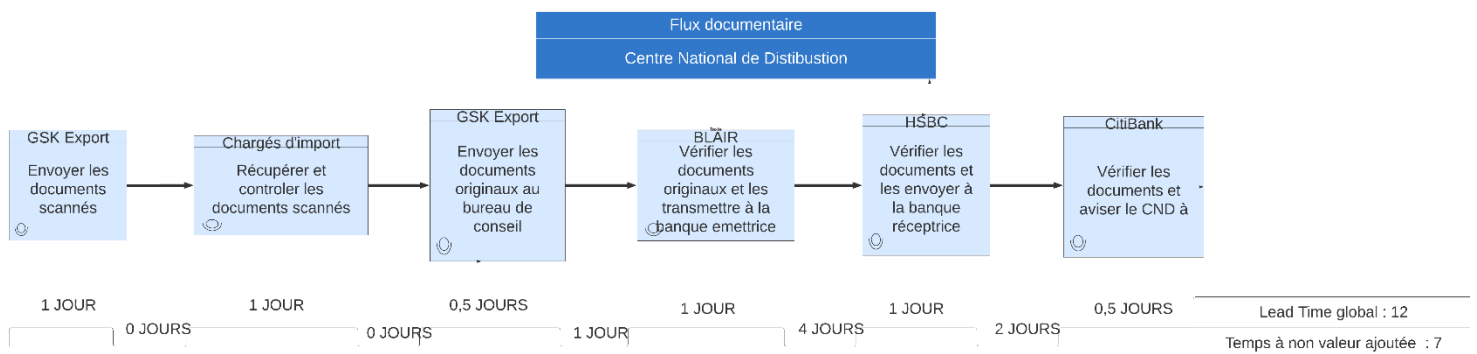 Flux documentaire
Centre National de Distibustion
GSK Export
Envoyer les
documents
scannés
Chargés d'import
Récupérer et
controler les
documents scannés
GSK Export
Envoyer les
documents
originaux au
bureau de
conseil
BLAIR
Vérifier les
documents
originaux et les
transmettre à la
banque emettrice
HSBC
Vérifier les
documents et
les envoyer à
la banque
réceptrice
CitiBank
Vérifier les
documents et
aviser le CND à
1 JOUR
0 JOURS
1 JOUR
0 JOURS
0,5 JOURS
1 JOUR
1 JOUR
4 JOURS
1 JOUR
2 JOURS
0,5 JOURS
Lead Time global : 12
Temps à non valeur ajoutée : 7